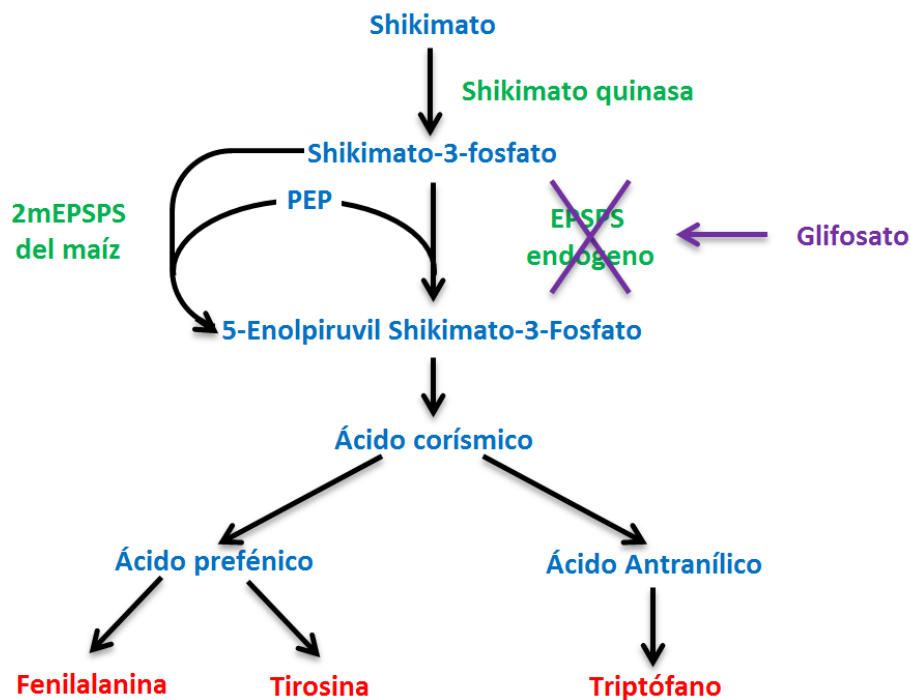 Shikimato
Shikimato quinasa
Shikimato-3-fosfato
2mEPSPS
del maíz
PEP
EPSPS
endógeno
Glifosato
5-Enolpiruvil Shikimato-3-Fosfato
Ácido corísmico
Ácido prefénico
Ácido Antranílico
Fenilalanina
Tirosina
Triptófano